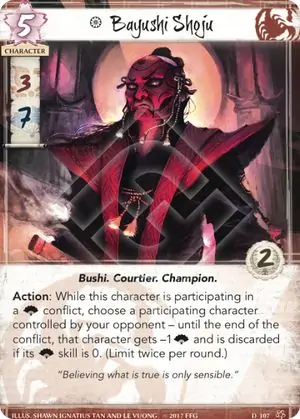 5
Bayushi Shoju
CHARACTER
3
7
2
Bushi. Courtier. Champion.
Action: While this character is participating in
a conflict, choose a participating character
controlled by your opponent – until the end of the
conflict, that character gets –1 and is discarded
if its skill is 0. (Limit twice per round.)
"Believing what is true is only sensible."
ILLUS. SHAWN IGNATIUS TAN AND LE VUONG © 2017 FFG
D 107